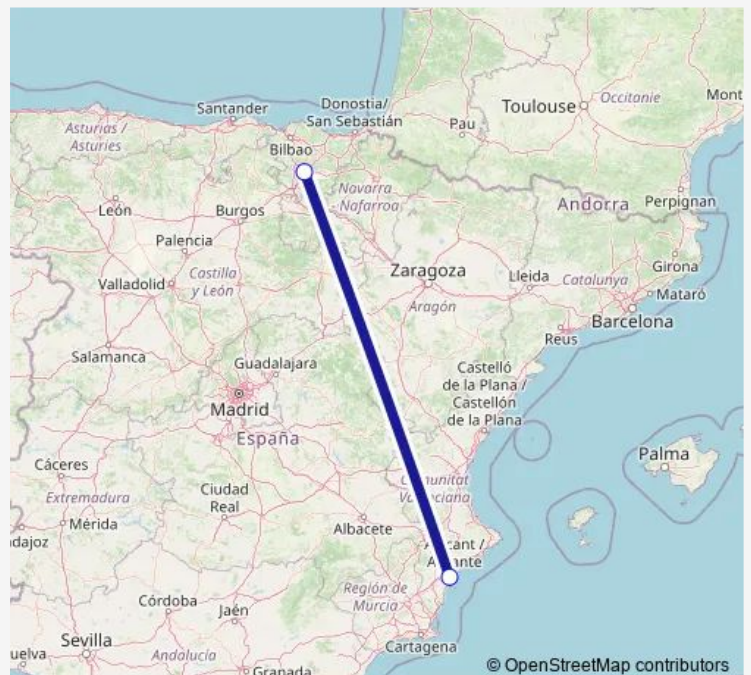 Santander
Donostia/
San Sebastián
Toulouse
Occitanie
Mont
Asturias /
Asturies
Pau
Bilbao
Navarra
- Nafarroa
León
Burgos
Andorra
Perpignan
Palencia
Zaragoza
Lleida
Catalunya
Girona
Valladolid
Castilla
y León
Aragón
Mataró
Barcelona
Reus
Salamanca
Guadalajara
Castelló
de la Plana /
Castellón
de la Plana
Madrid
España
Palma
Cáceres
Extremadura
Ciudad
Real
Mérida
dajoz
Albacete
Región de
Murcia
Córdoba
Jaén
Sevilla
uelva
Andalucía
Granada
Cartagena
© OpenStreetMap contributors